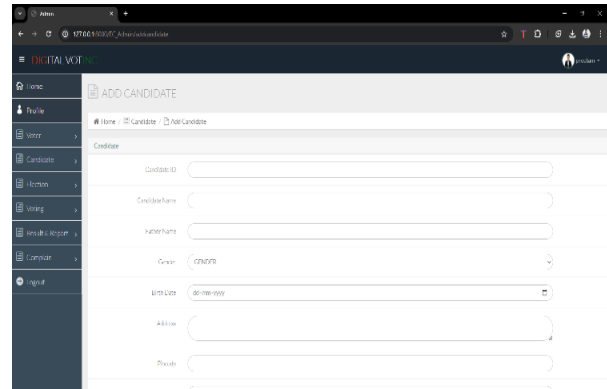 Admin
127.0.0.1:8000/EC_Admin/addcandidate
DIGITAL VOTING
Home
Profile
Voter
Candidate
Election
Voting
Result & Report
Complain
Logout
ADD CANDIDATE
Home / Candidate / Add Candidate
Candidate
Candidate ID
Candidate Name
Father Name
Gender
GENDER
Birth Date
dd-mm-yyyy
Address